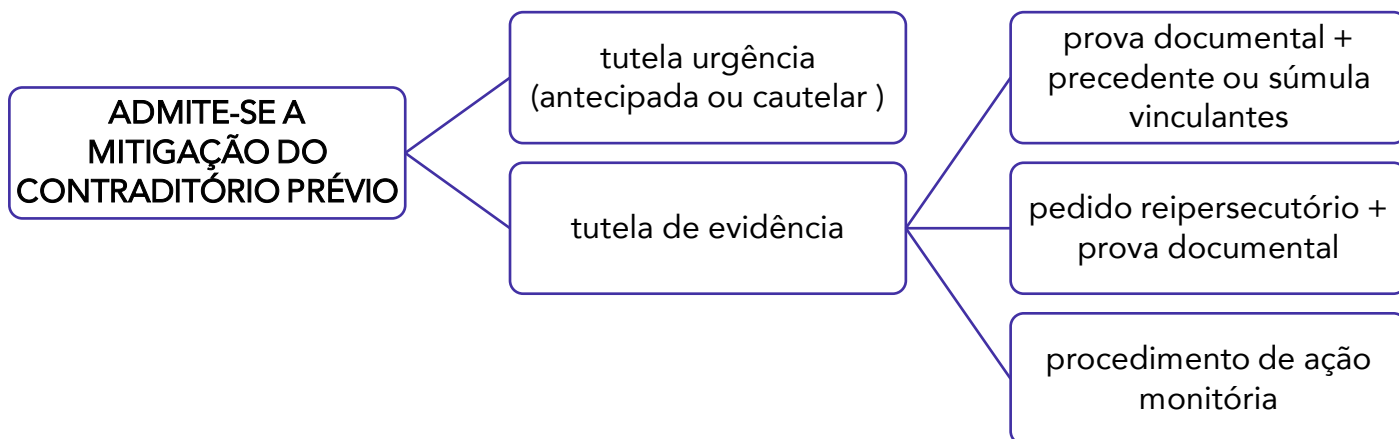 ADMITE-SE A
MITIGAÇÃO DO
CONTRADITÓRIO PRÉVIO
tutela urgência
(antecipada ou cautelar )
tutela de evidência
prova documental +
precedente ou súmula
vinculantes
pedido reipersecutório +
prova documental
procedimento de ação
monitória